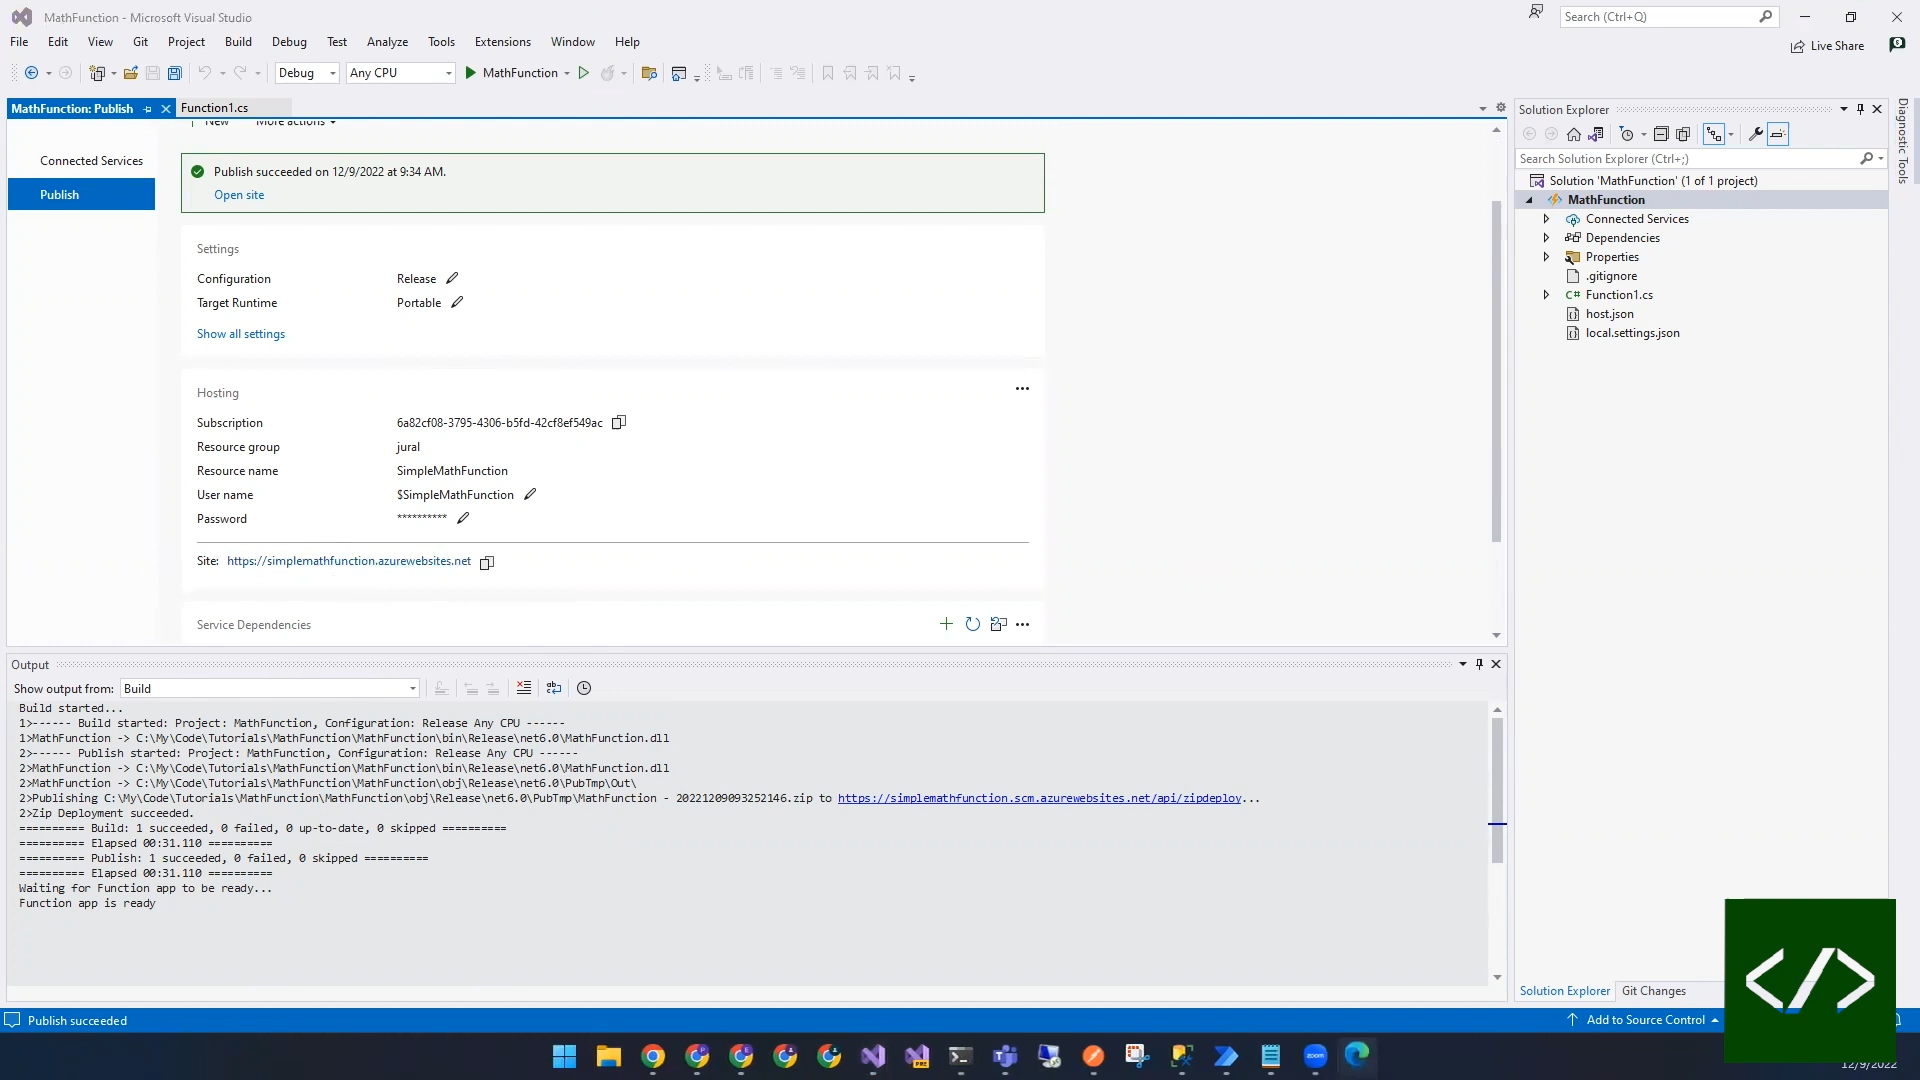 MathFunction - Microsoft Visual Studio
Search (Ctrl+Q)
File Edit View Git Project Build Debug Test Analyze Tools Extensions Window Help
Live Share
Debug Any CPU MathFunction
MathFunction: Publish Function1.cs
New More actions
Connected Services
Publish
Publish succeeded on 12/9/2022 at 9:34 AM.
Open site
Settings
Configuration Release
Target Runtime Portable
Show all settings
Hosting
Subscription 6a82cf08-3795-4306-b5fd-42cf8ef549ac
Resource group jural
Resource name SimpleMathFunction
User name $SimpleMathFunction
Password **********
Site: https://simplemathfunction.azurewebsites.net
Service Dependencies
Output
Show output from: Build
Build started...
1>------ Build started: Project: MathFunction, Configuration: Release Any CPU ------
1>MathFunction -> C:\My\Code\Tutorials\MathFunction\MathFunction\bin\Release\net6.0\MathFunction.dll
2>------ Publish started: Project: MathFunction, Configuration: Release Any CPU ------
2>MathFunction -> C:\My\Code\Tutorials\MathFunction\MathFunction\bin\Release\net6.0\MathFunction.dll
2>MathFunction -> C:\My\Code\Tutorials\MathFunction\MathFunction\obj\Release\net6.0\PubTmp\Out\
2>Publishing C:\My\Code\Tutorials\MathFunction\MathFunction\obj\Release\net6.0\PubTmp\MathFunction - 20221209093252146.zip to https://simplemathfunction.scm.azurewebsites.net/api/zipdeploy...
2>Zip Deployment succeeded.
========== Build: 1 succeeded, 0 failed, 0 up-to-date, 0 skipped ==========
========== Elapsed 00:31.110 ==========
========== Publish: 1 succeeded, 0 failed, 0 skipped ==========
========== Elapsed 00:31.110 ==========
Waiting for Function app to be ready...
Function app is ready
Solution Explorer
Search Solution Explorer (Ctrl+;)
Solution 'MathFunction' (1 of 1 project)
MathFunction
Connected Services
Dependencies
Properties
.gitignore
C# Function1.cs
host.json
local.settings.json
Diagnostic Tools
Solution Explorer Git Changes
</>
Publish succeeded
Add to Source Control
PRE
zoom
12/9/2022